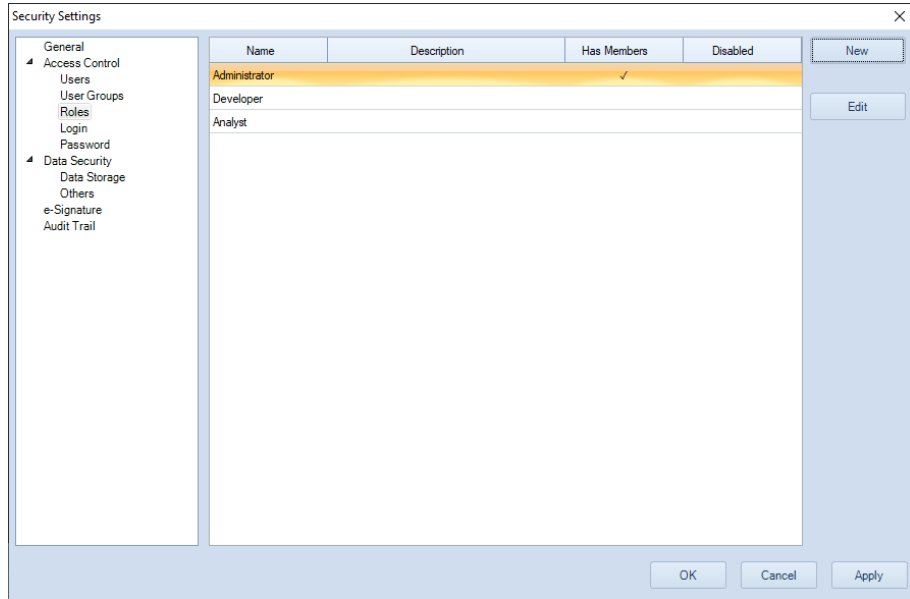 Security Settings
General
Access Control
Users
User Groups
Roles
Login
Password
Data Security
Data Storage
Others
e-Signature
Audit Trail
Name Description Has Members Disabled
Administrator ✓
Developer
Analyst
New
Edit
OK Cancel Apply